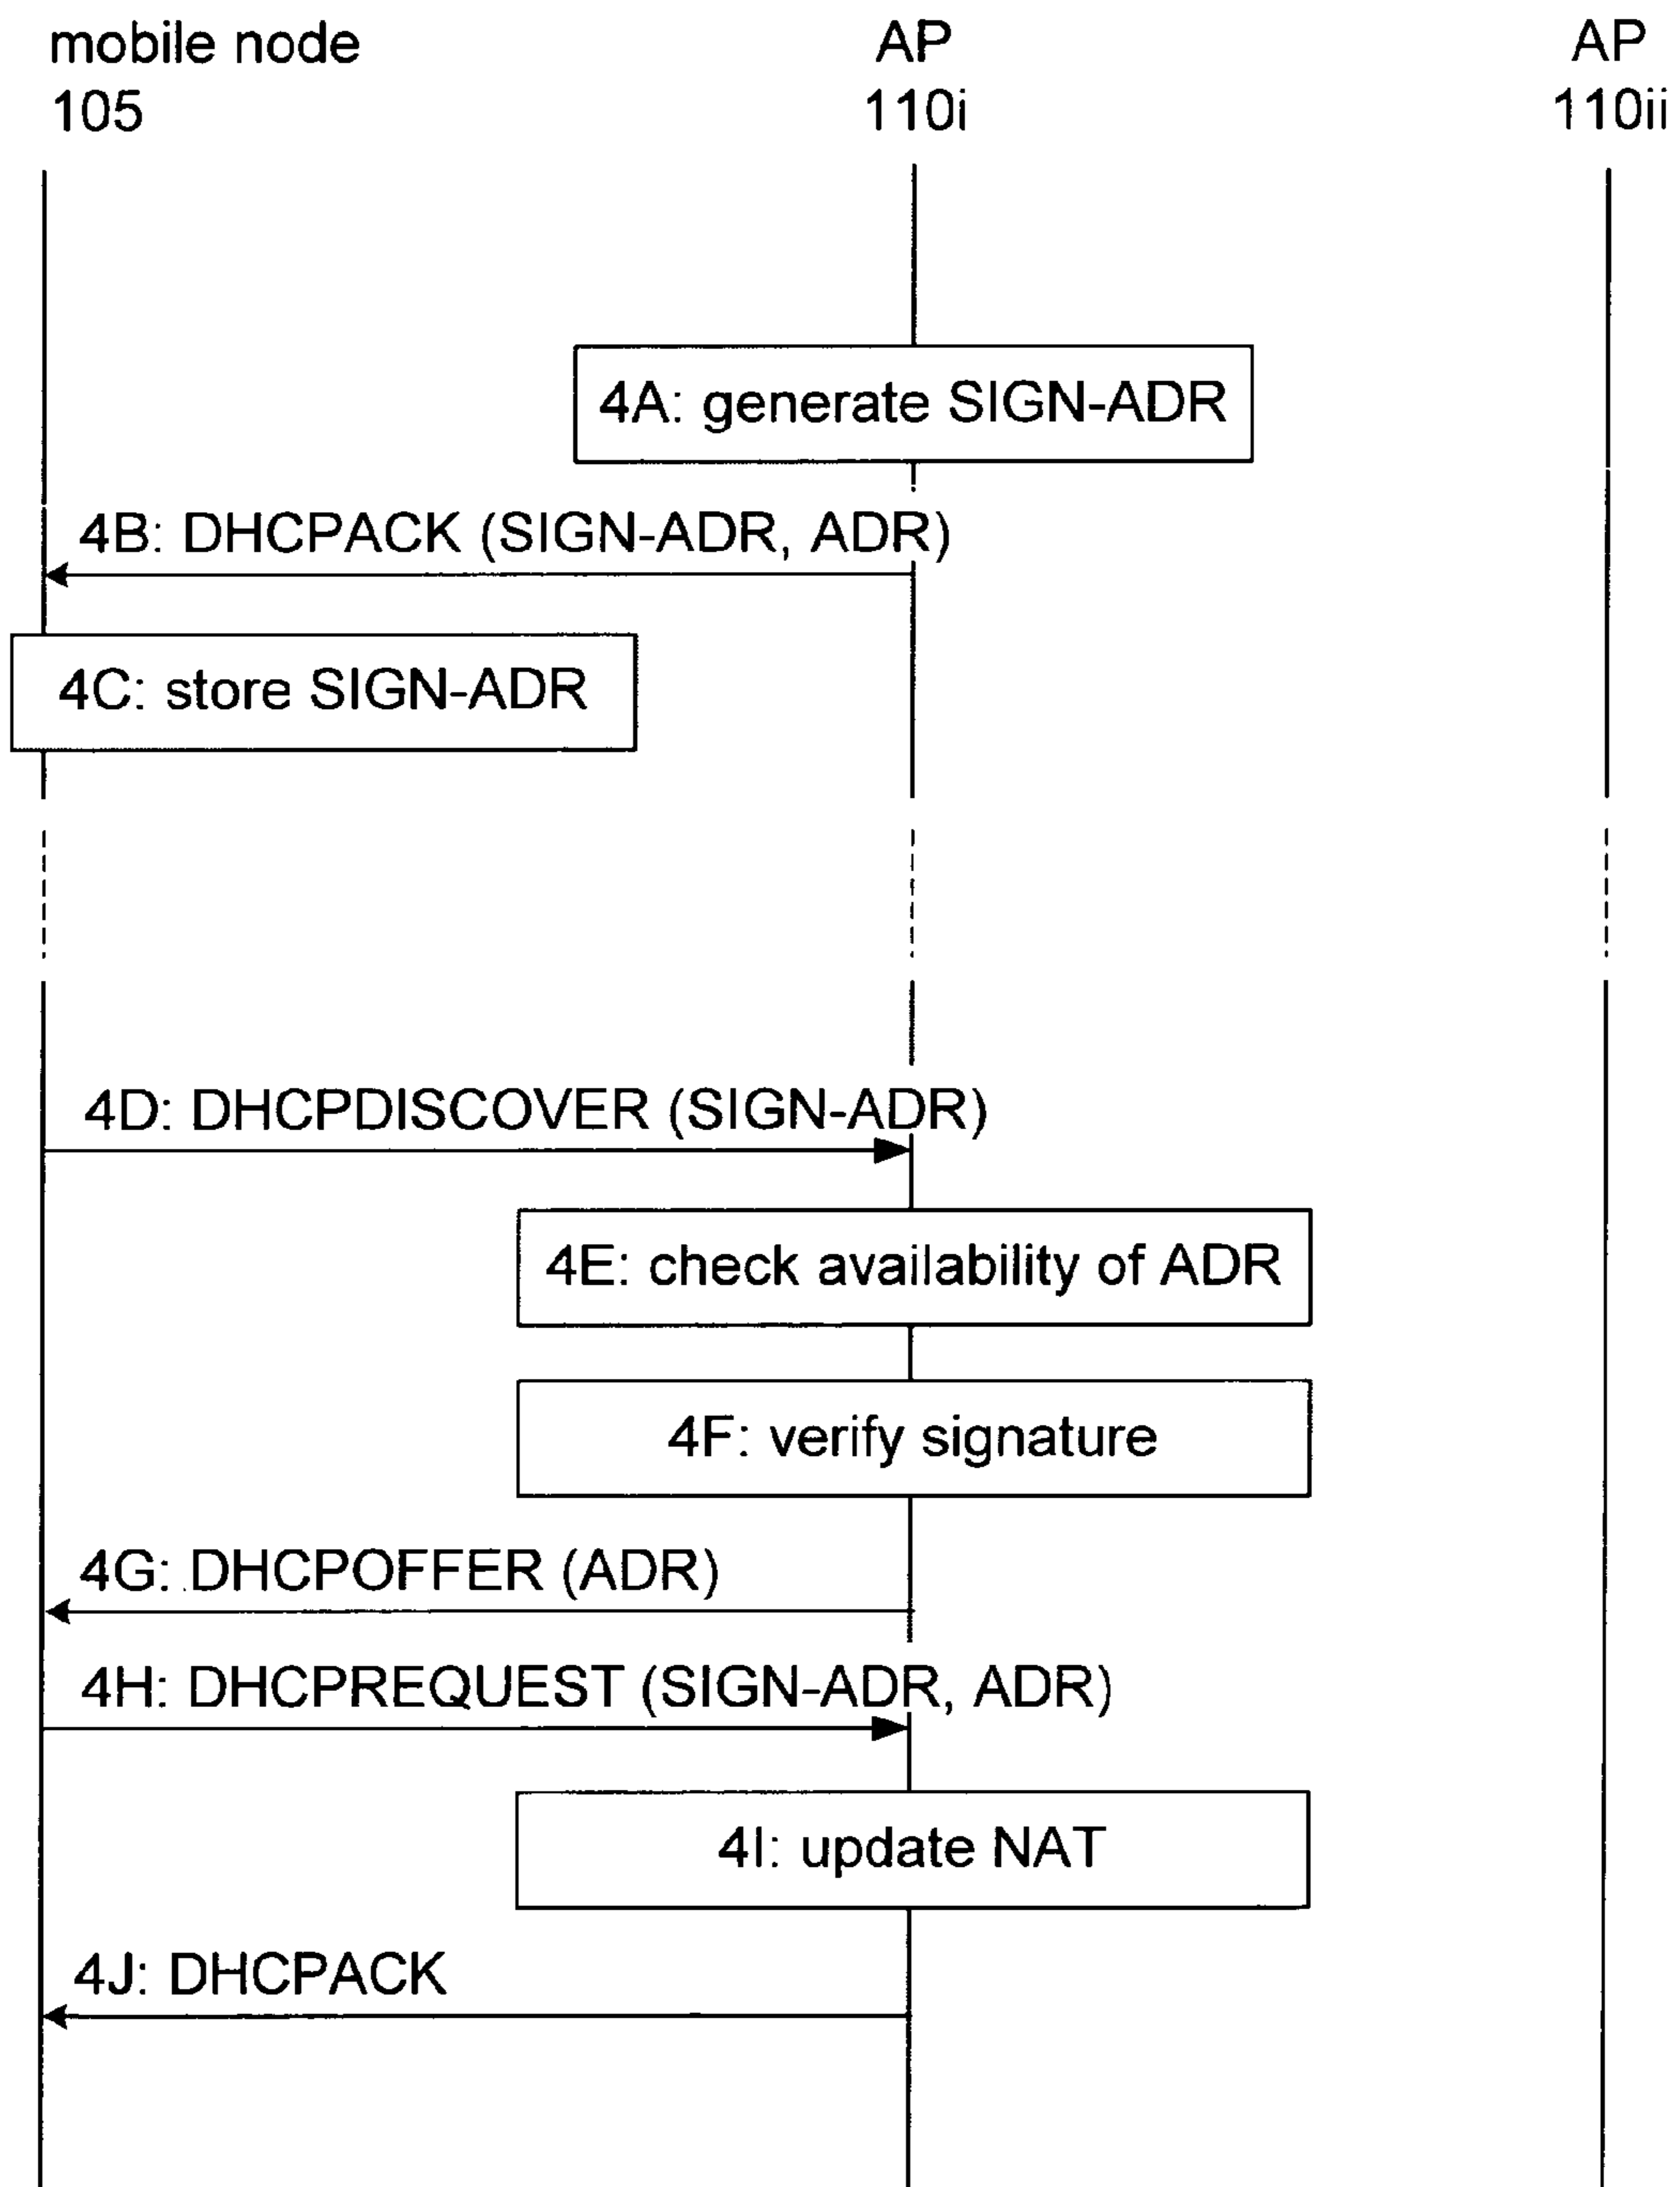 mobile node
105
AP
110i
AP
110ii
4A: generate SIGN-ADR
4B: DHCPACK (SIGN-ADR, ADR)
4C: store SIGN-ADR
4D: DHCPDISCOVER (SIGN-ADR)
4E: check availability of ADR
4F: verify signature
4G: DHCPOFFER (ADR)
4H: DHCPREQUEST (SIGN-ADR, ADR)
4I: update NAT
4J: DHCPACK